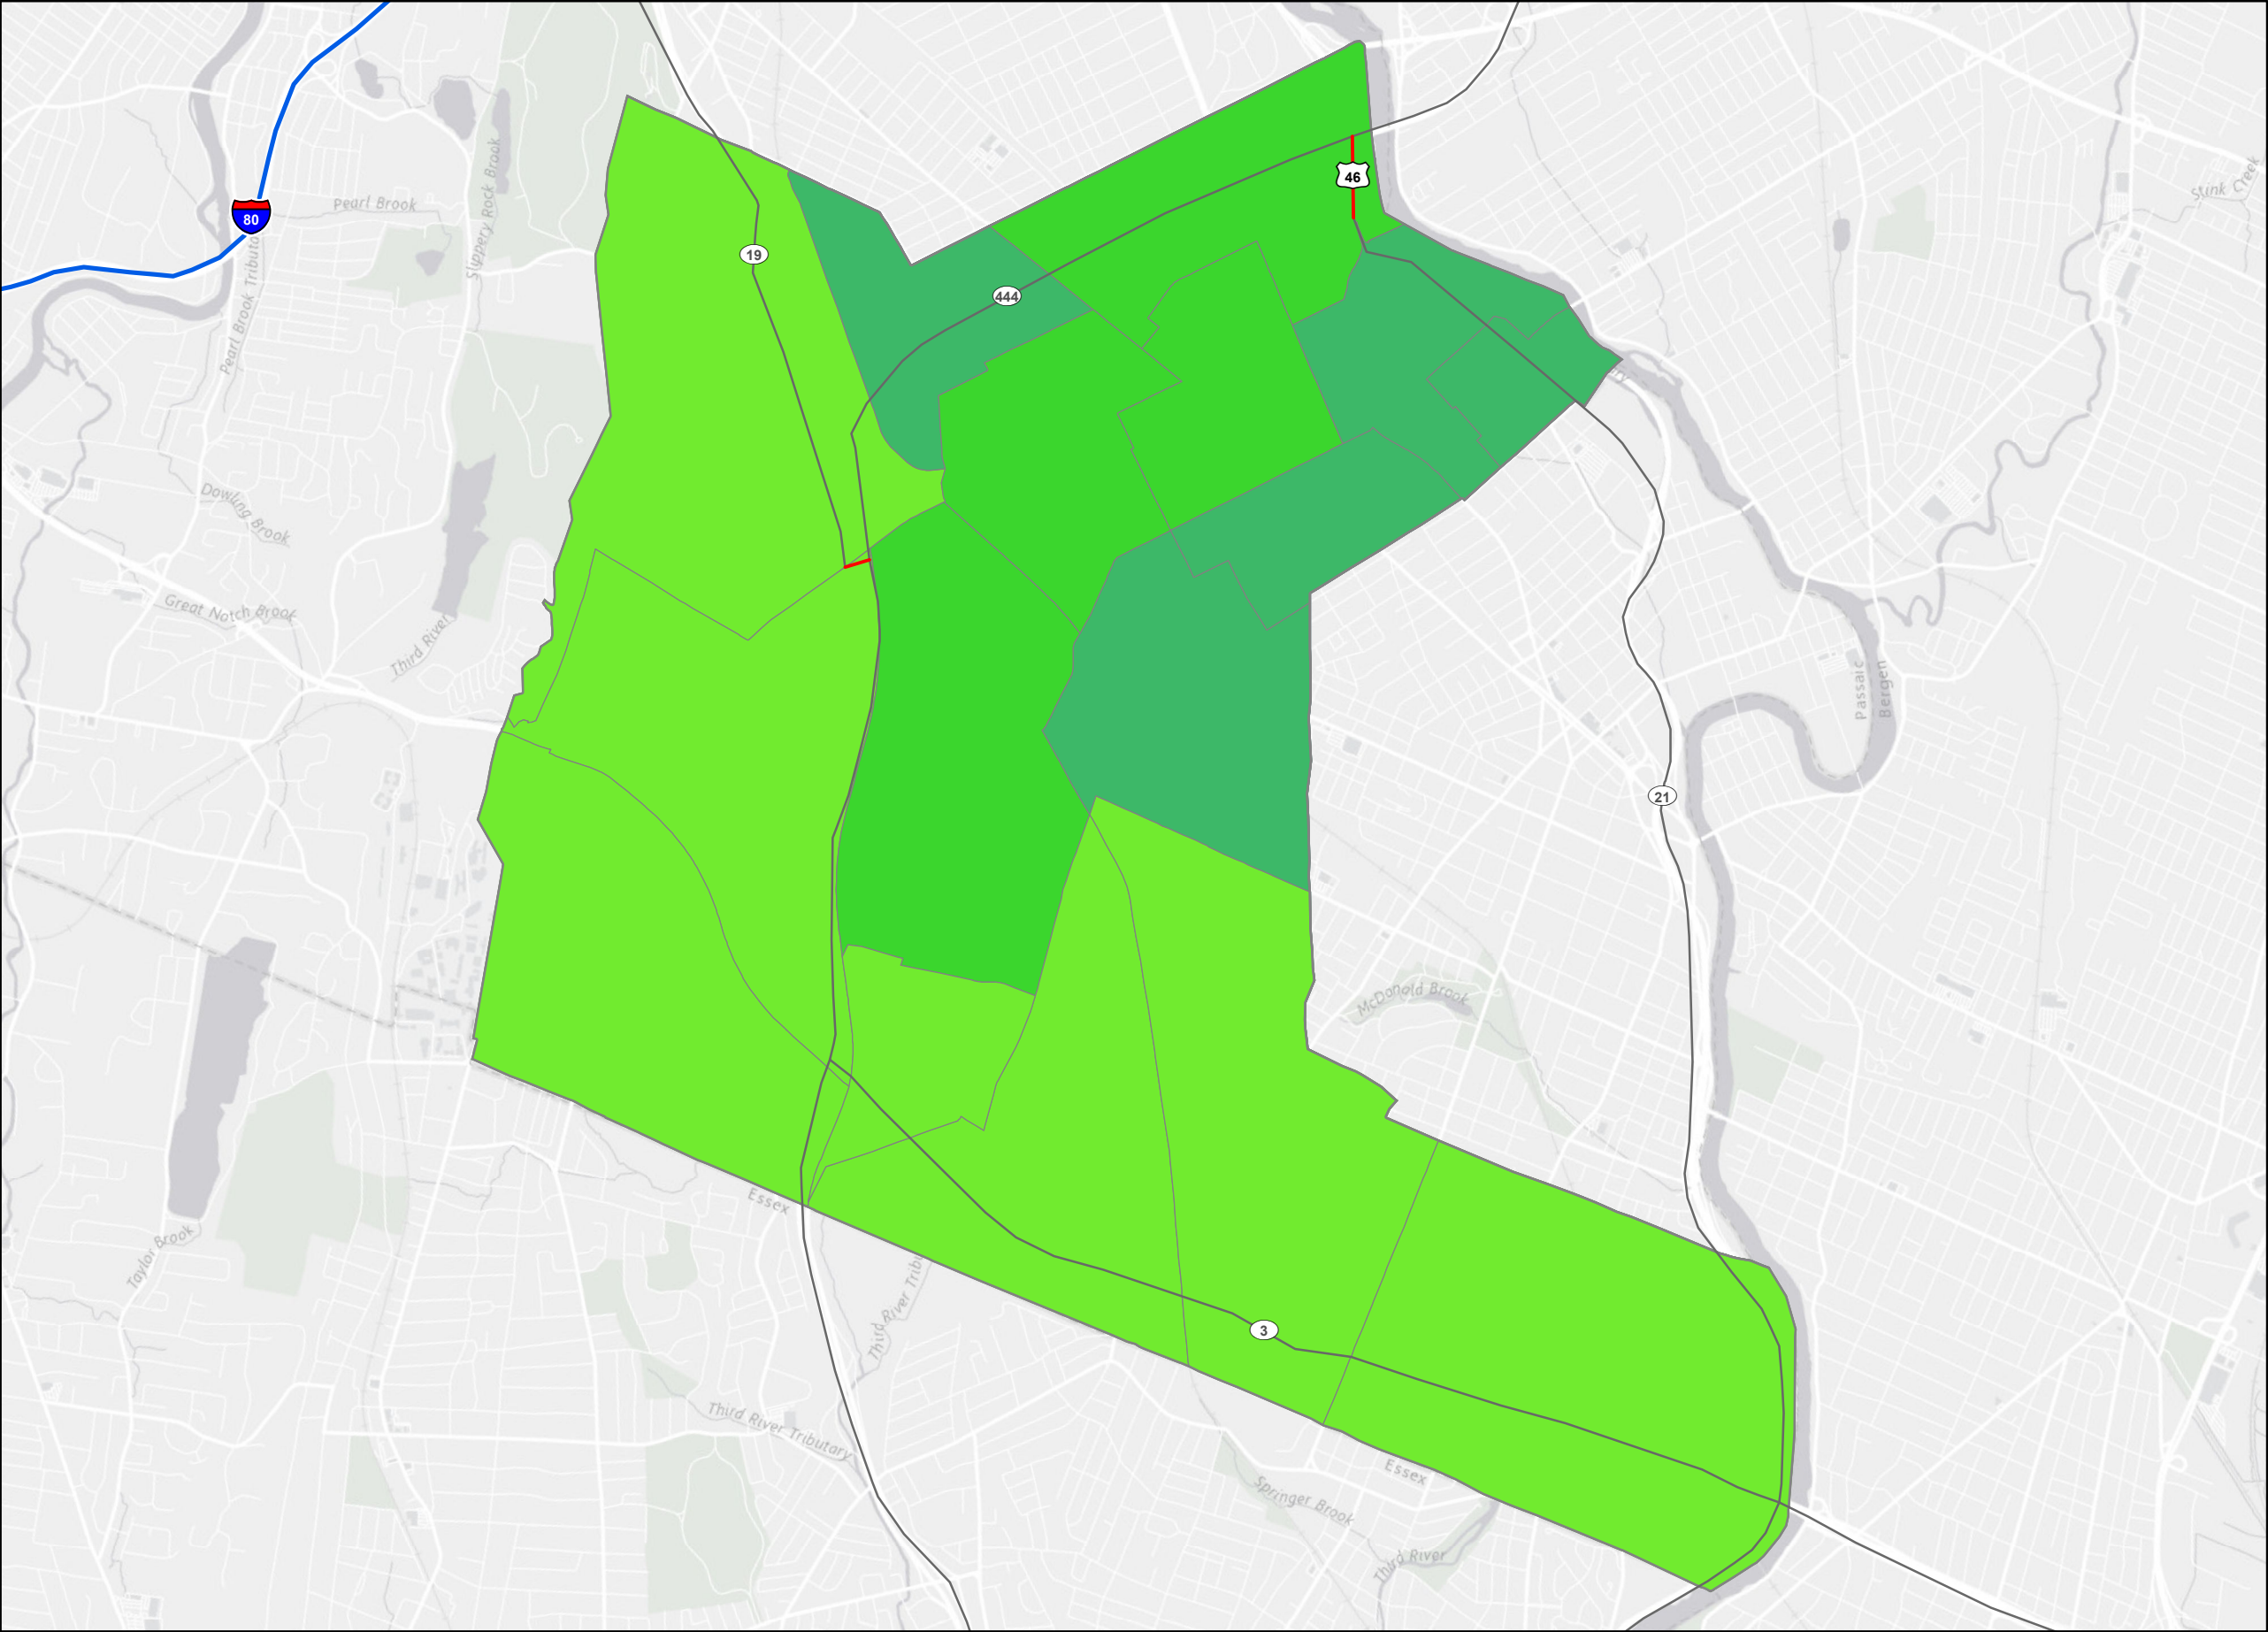 Pearl Brook
80
Slippery Rock Brook
Pearl Brook Tributa
19
444
46
Stink Creek
Dowling Brook
Great Notch Brook
Third River
Passaic
Bergen
21
McDonald Brook
Essex
Taylor Brook
Third River Tribu
3
Third River Tributary
Essex
Springer Brook
Third River